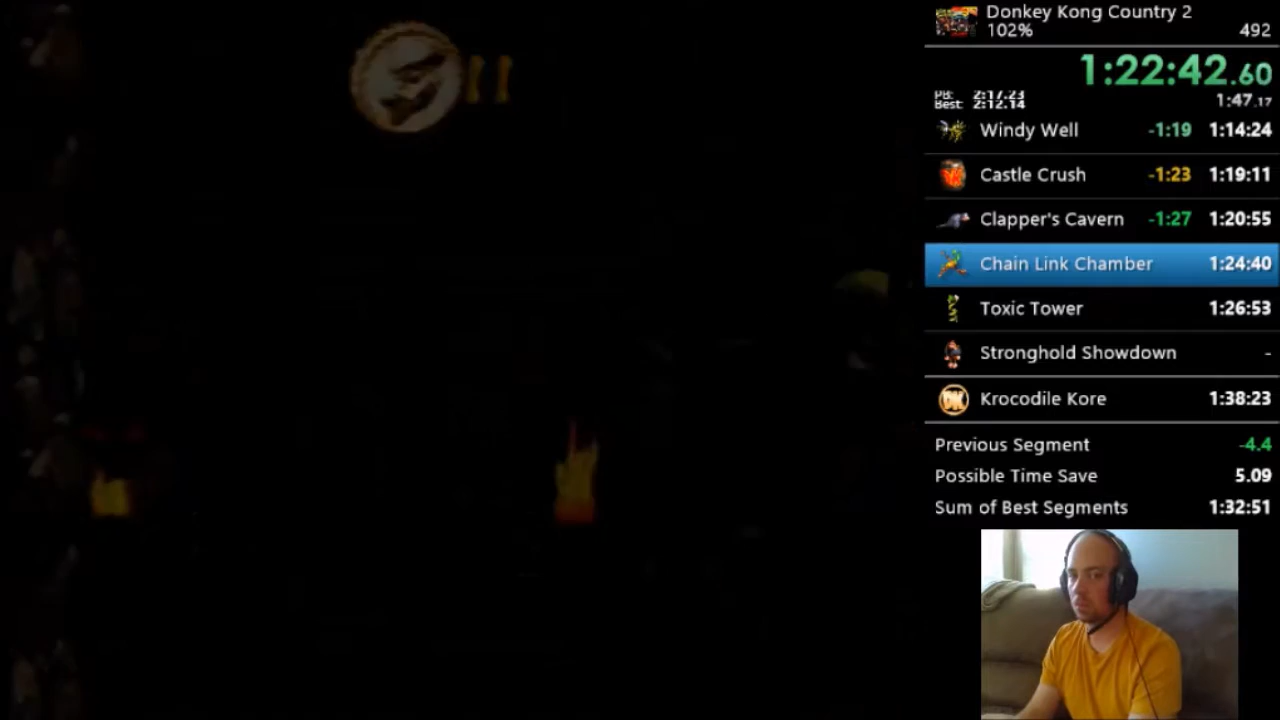 Donkey Kong Country 2
102% 492
1:22:42.60
PB: 2:17.23
Best: 2:12.14 1:47.17
Windy Well -1:19 1:14:24
Castle Crush -1:23 1:19:11
Clapper's Cavern -1:27 1:20:55
Chain Link Chamber 1:24:40
Toxic Tower 1:26:53
Stronghold Showdown -
Krocodile Kore 1:38:23
Previous Segment -4.4
Possible Time Save 5.09
Sum of Best Segments 1:32:51
11